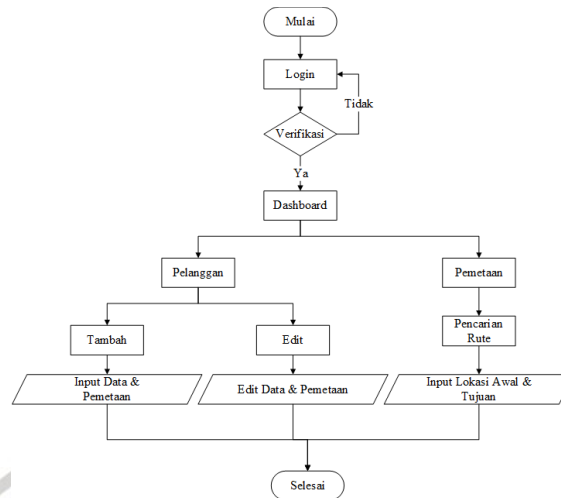 Mulai
Login
Tidak
Verifikasi
Ya
Dashboard
Pelanggan
Pemetaan
Tambah
Edit
Pencarian
Rute
Input Data &
Pemetaan
Edit Data & Pemetaan
Input Lokasi Awal &
Tujuan
Selesai